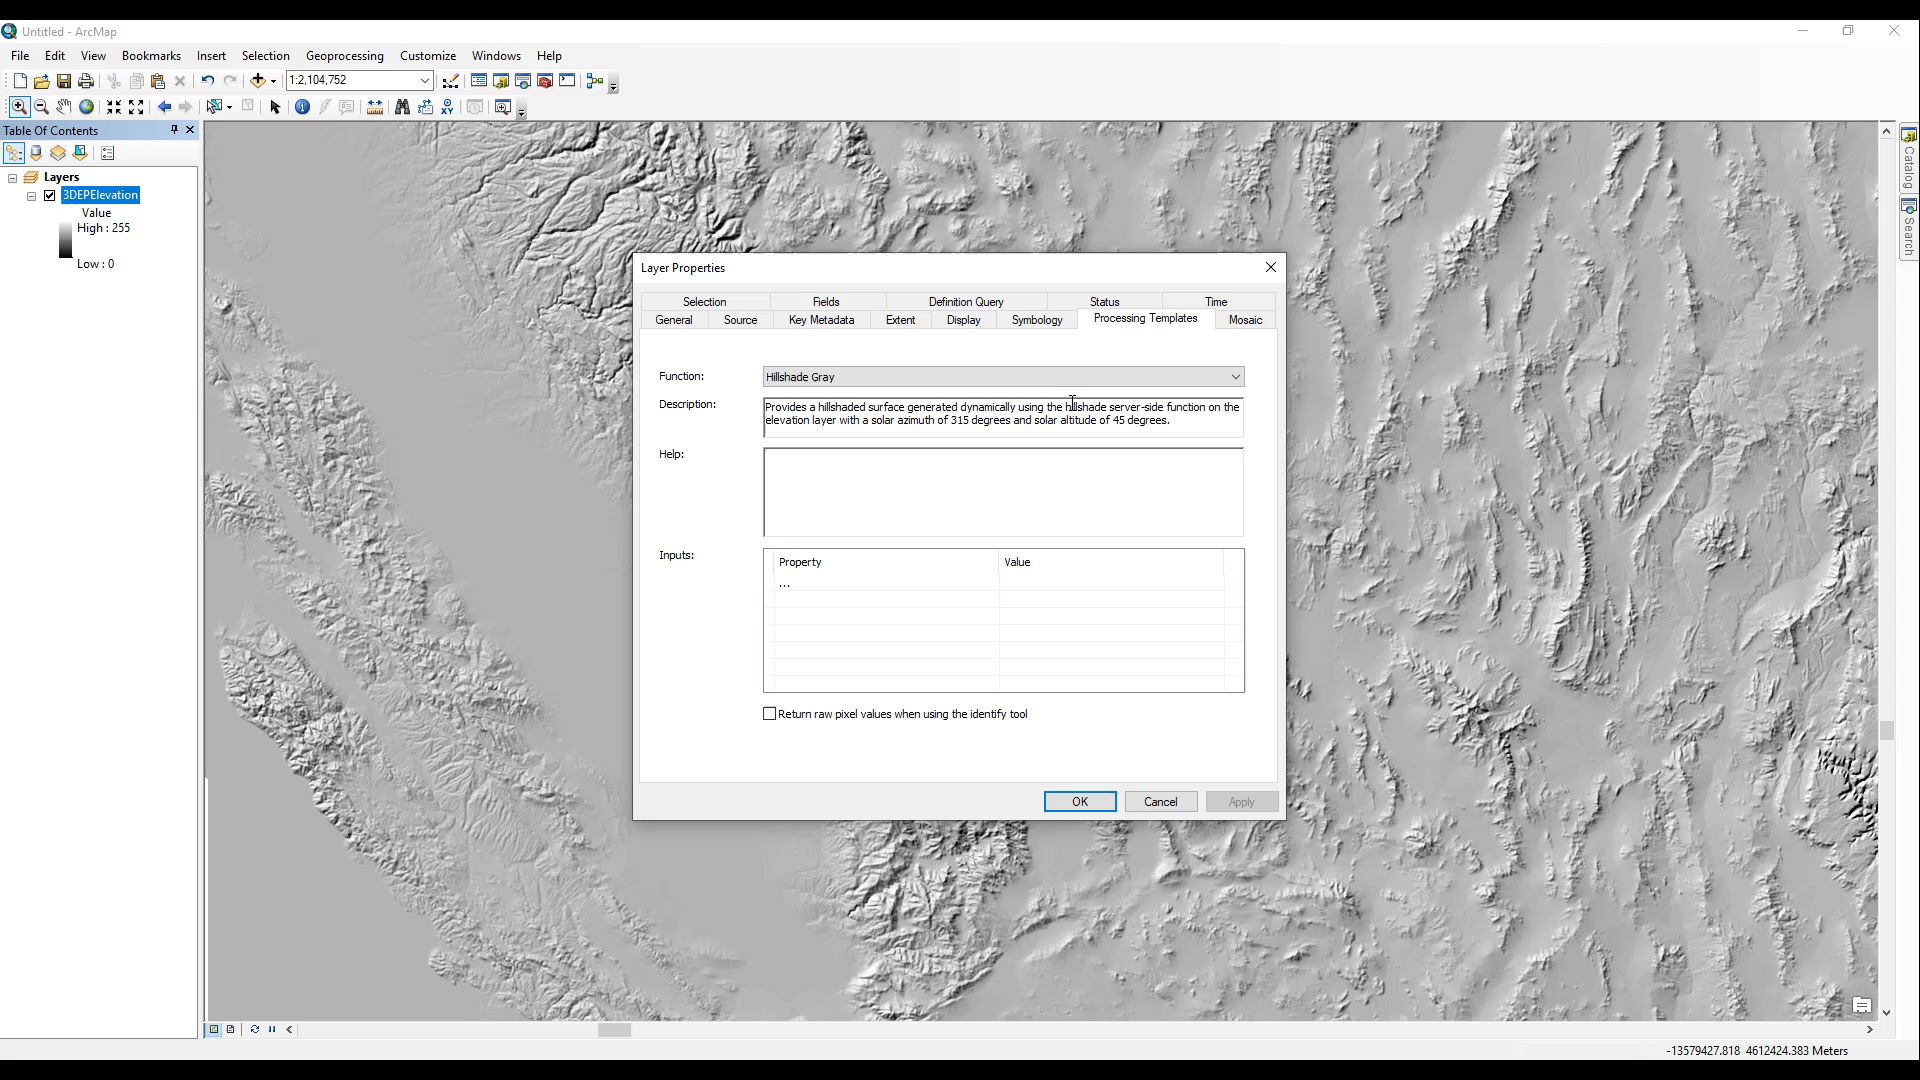 Untitled - ArcMap
File Edit View Bookmarks Insert Selection Geoprocessing Customize Windows Help
1:2,104,752
Table Of Contents
Layers
3DEPElevation
Value
High : 255
Low : 0
Layer Properties
Selection Fields Definition Query Status Time
General Source Key Metadata Extent Display Symbology Processing Templates Mosaic
Function: Hillshade Gray
Description: Provides a hillshaded surface generated dynamically using the hillshade server-side function on the
elevation layer with a solar azimuth of 315 degrees and solar altitude of 45 degrees.
Help:
Inputs: Property Value
...
Return raw pixel values when using the identify tool
OK Cancel Apply
Catalog
Search
-13579427.818 4612424.383 Meters